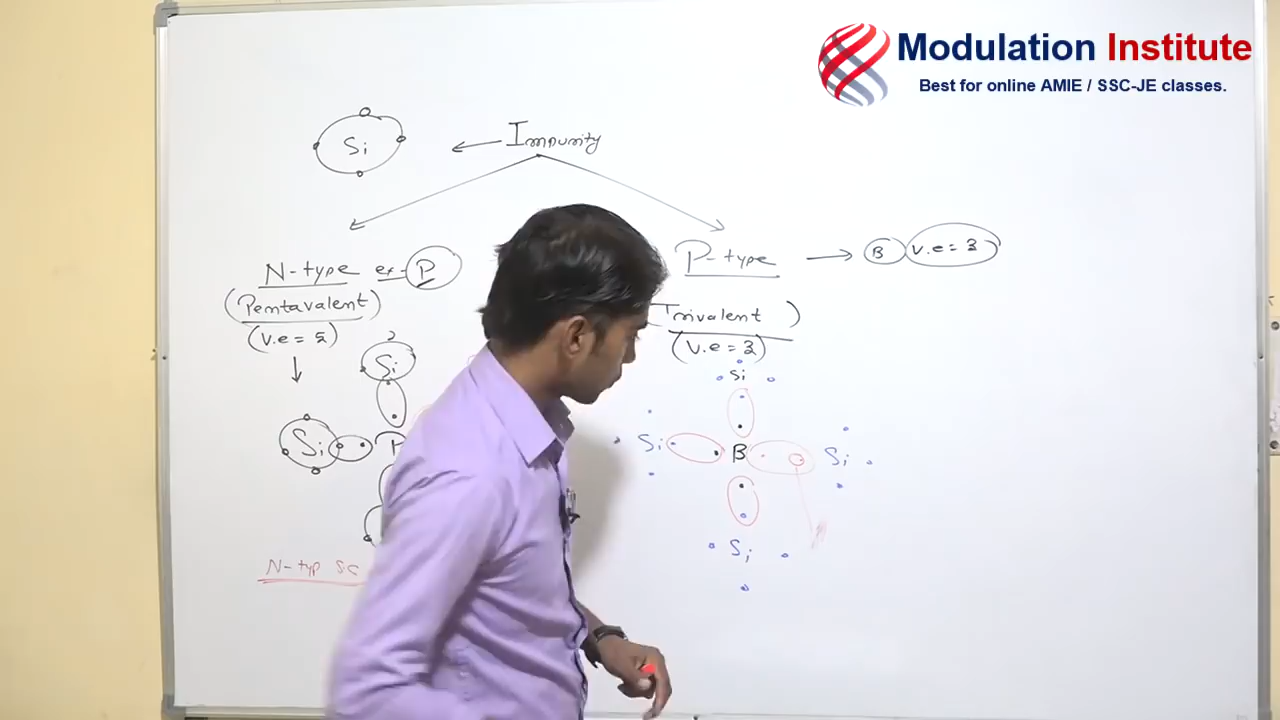 Modulation Institute
Best for online AMIE / SSC-JE classes.
Si
Impurity
N-type ex- P
(Pentavalent)
(V.e = 5)
P-type → B V.e = 3
Trivalent)
(V.e = 3)
Si
Si
Si
Si B Si
Si
N-typ SC